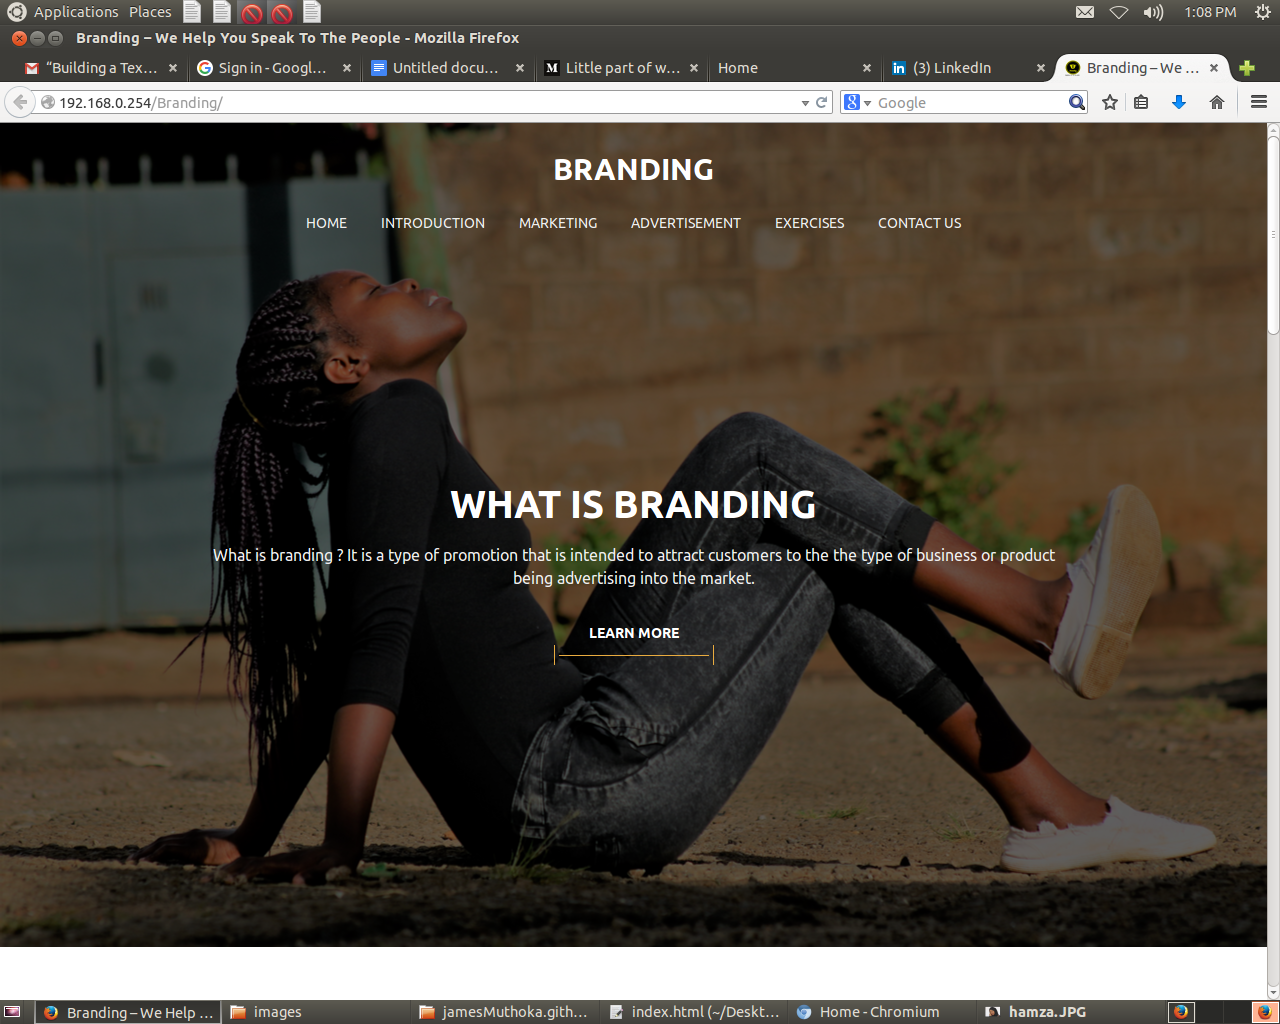 Applications Places
1:08 PM
Branding – We Help You Speak To The People - Mozilla Firefox
“Building a Tex...
Sign in - Googl...
Untitled docu...
Little part of w...
Home
(3) LinkedIn
Branding – We ...
192.168.0.254/Branding/
Google
BRANDING
HOME INTRODUCTION MARKETING ADVERTISEMENT EXERCISES CONTACT US
WHAT IS BRANDING
What is branding ? It is a type of promotion that is intended to attract customers to the the type of business or product
being advertising into the market.
LEARN MORE
Branding – We Help ...
images
jamesMuthoka.gith...
index.html (~/Deskt...
Home - Chromium
hamza.JPG